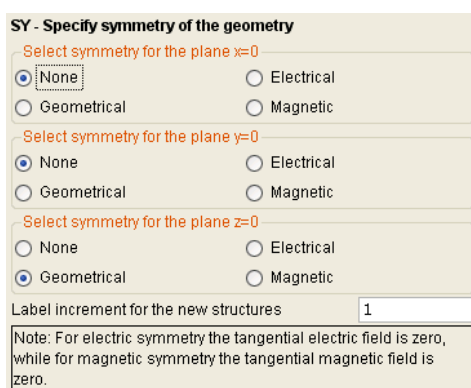 SY - Specify symmetry of the geometry
Select symmetry for the plane x=0
None Electrical
Geometrical Magnetic
Select symmetry for the plane y=0
None Electrical
Geometrical Magnetic
Select symmetry for the plane z=0
None Electrical
Geometrical Magnetic
Label increment for the new structures 1
Note: For electric symmetry the tangential electric field is zero,
while for magnetic symmetry the tangential magnetic field is
zero.